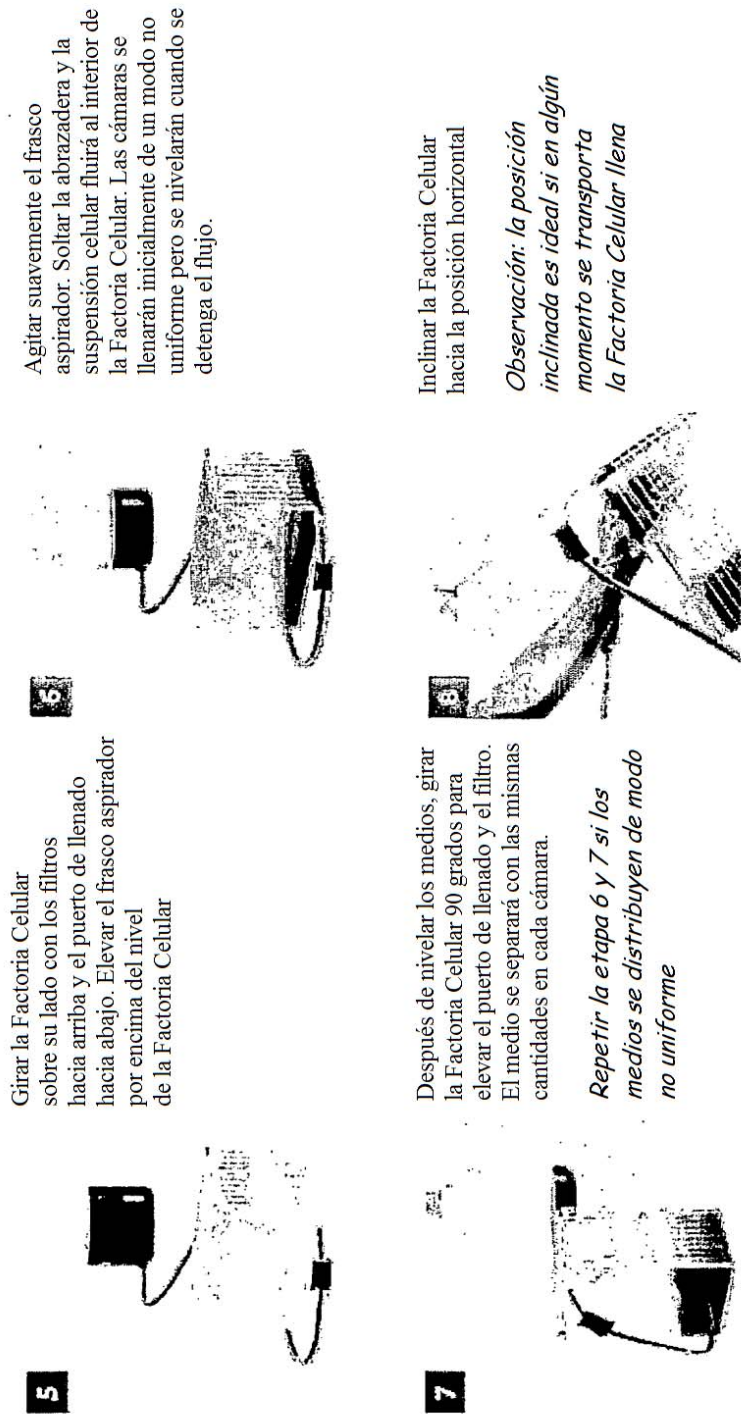 5
Girar la Factoria Celular
sobre su lado con los filtros
hacia arriba y el puerto de llenado
hacia abajo. Elevar el frasco aspirador
por encima del nivel
de la Factoria Celular
6
Agitar suavemente el frasco
aspirador. Soltar la abrazadera y la
suspensión celular fluirá al interior de
la Factoria Celular. Las cámaras se
llenarán inicialmente de un modo no
uniforme pero se nivelarán cuando se
detenga el flujo.
7
Después de nivelar los medios, girar
la Factoria Celular 90 grados para
elevar el puerto de llenado y el filtro.
El medio se separará con las mismas
cantidades en cada cámara.
Repetir la etapa 6 y 7 si los
medios se distribuyen de modo
no uniforme
8
Inclinar la Factoria Celular
hacia la posición horizontal
Observación: la posición
inclinada es ideal si en algún
momento se transporta
la Factoria Celular llena